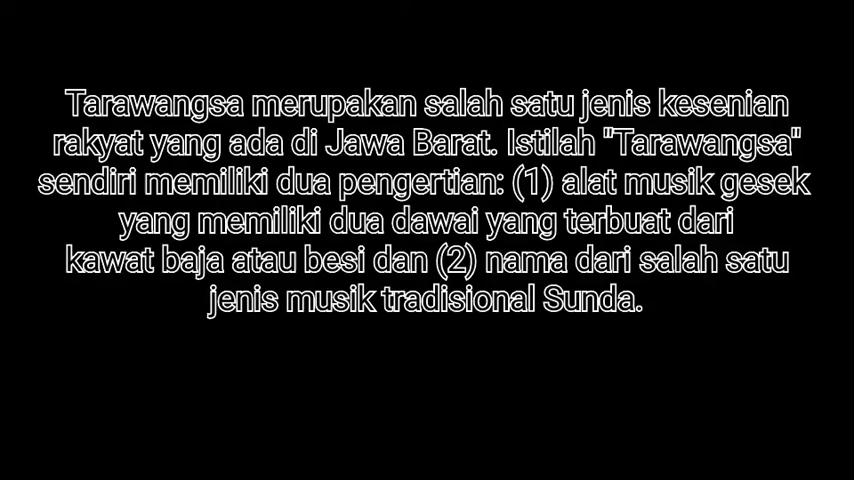 Tarawangsa merupakan salah satu jenis kesenian
rakyat yang ada di Jawa Barat. Istilah "Tarawangsa"
sendiri memiliki dua pengertian: (1) alat musik gesek
yang memiliki dua dawai yang terbuat dari
kawat baja atau besi dan (2) nama dari salah satu
jenis musik tradisional Sunda.